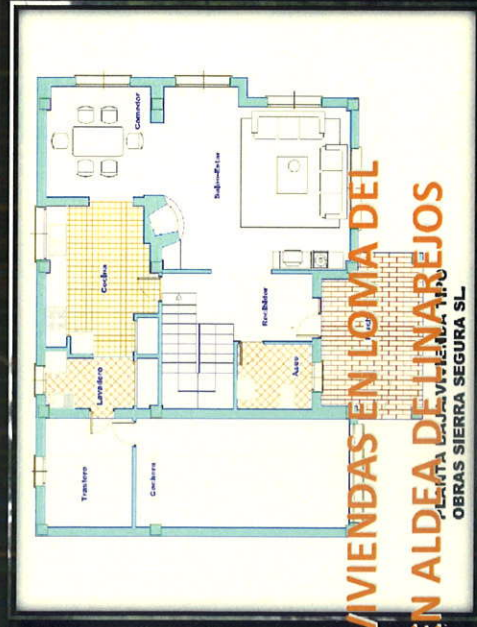 Trastero
Lavadero
Cocina
Comedor
Cochera
Salón-Estar
Recibidor
Aseo
VIVIENDAS EN LOMA DEL
N ALDEA DE LINAREJOS
PLANTA BAJA VIVIENDA TIPO
OBRAS SIERRA SEGURA SL